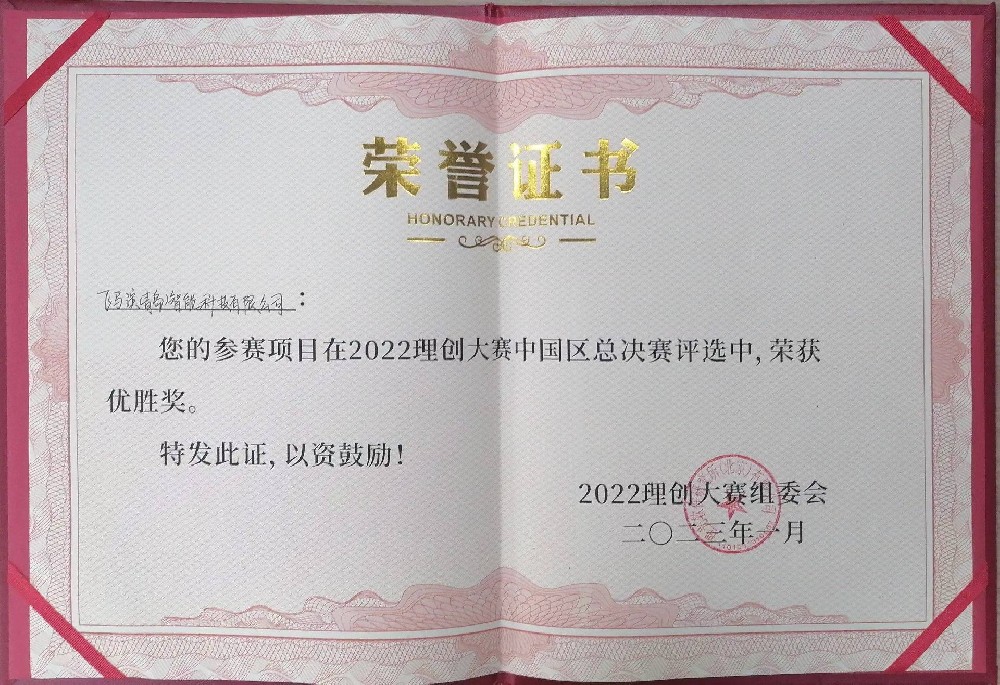 荣誉证书
HONORARY CREDENTIAL
智能科技有限公司：
您的参赛项目在2022理创大赛中国区总决赛评选中，荣获
优胜奖。
特发此证，以资鼓励！
2022理创大赛组委会
二〇二三年一月